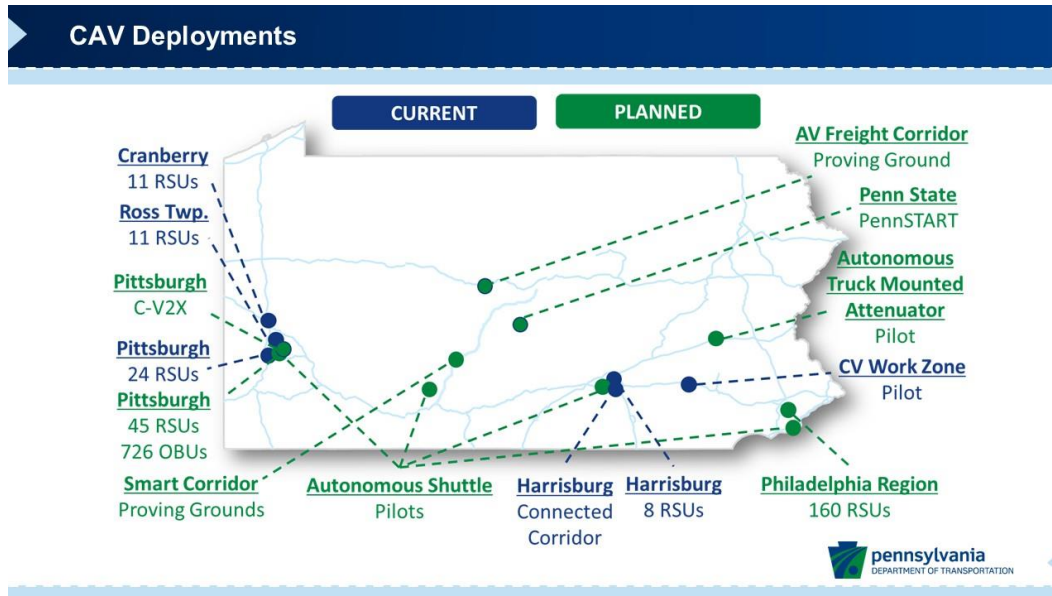 CAV Deployments
CURRENT
PLANNED
Cranberry
11 RSUs
Ross Twp.
11 RSUs
Pittsburgh
C-V2X
Pittsburgh
24 RSUs
Pittsburgh
45 RSUs
726 OBUs
Smart Corridor
Proving Grounds
Autonomous Shuttle
Pilots
Harrisburg
Connected
Corridor
Harrisburg
8 RSUs
Philadelphia Region
160 RSUs
AV Freight Corridor
Proving Ground
Penn State
PennSTART
Autonomous
Truck Mounted
Attenuator
Pilot
CV Work Zone
Pilot
pennsylvania
DEPARTMENT OF TRANSPORTATION